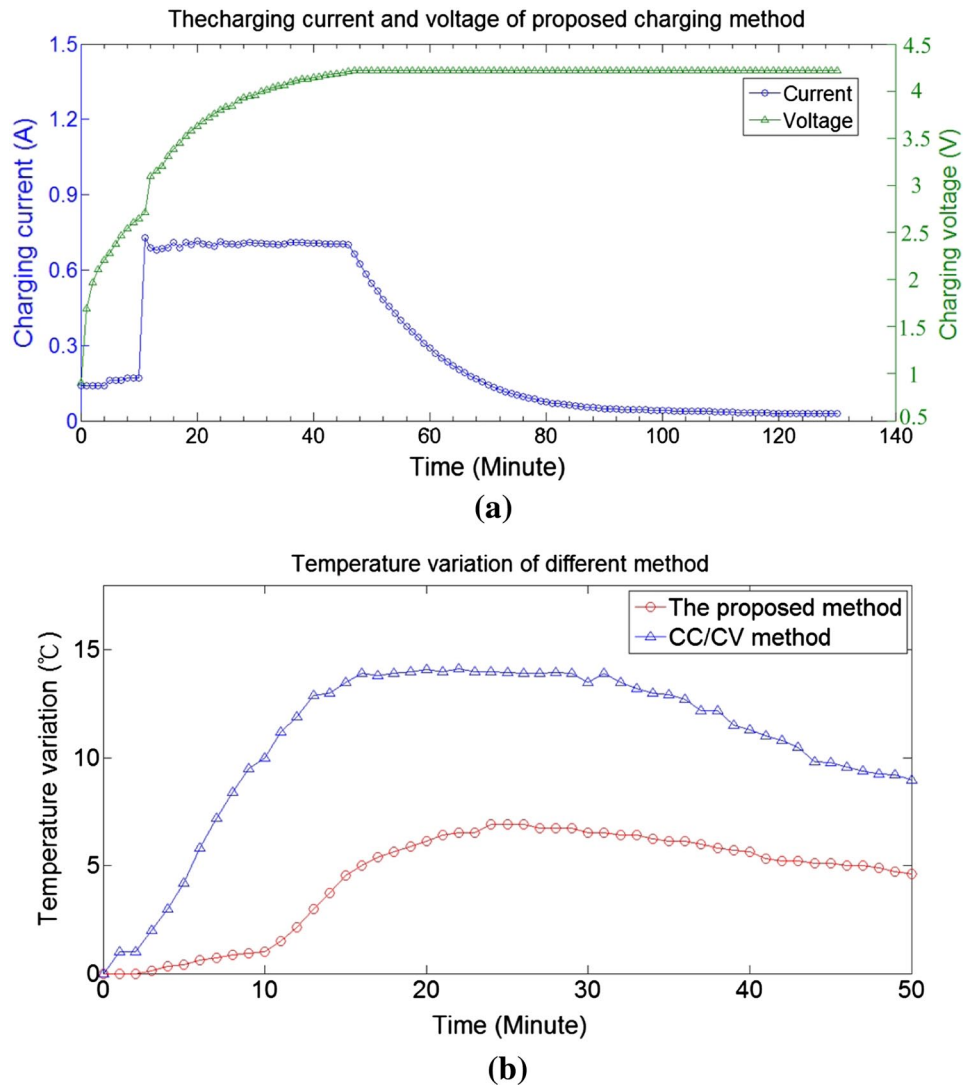 Thecharging current and voltage of proposed charging method
1.5
1.2
0.9
0.6
0.3
0
Charging current (A)
4.5
4
3.5
3
2.5
2
1.5
1
0.5
Charging voltage (V)
Current
Voltage
0 20 40 60 80 100 120 140
Time (Minute)
(a)
Temperature variation of different method
15
10
5
0
Temperature variation (℃)
The proposed method
CC/CV method
0 10 20 30 40 50
Time (Minute)
(b)